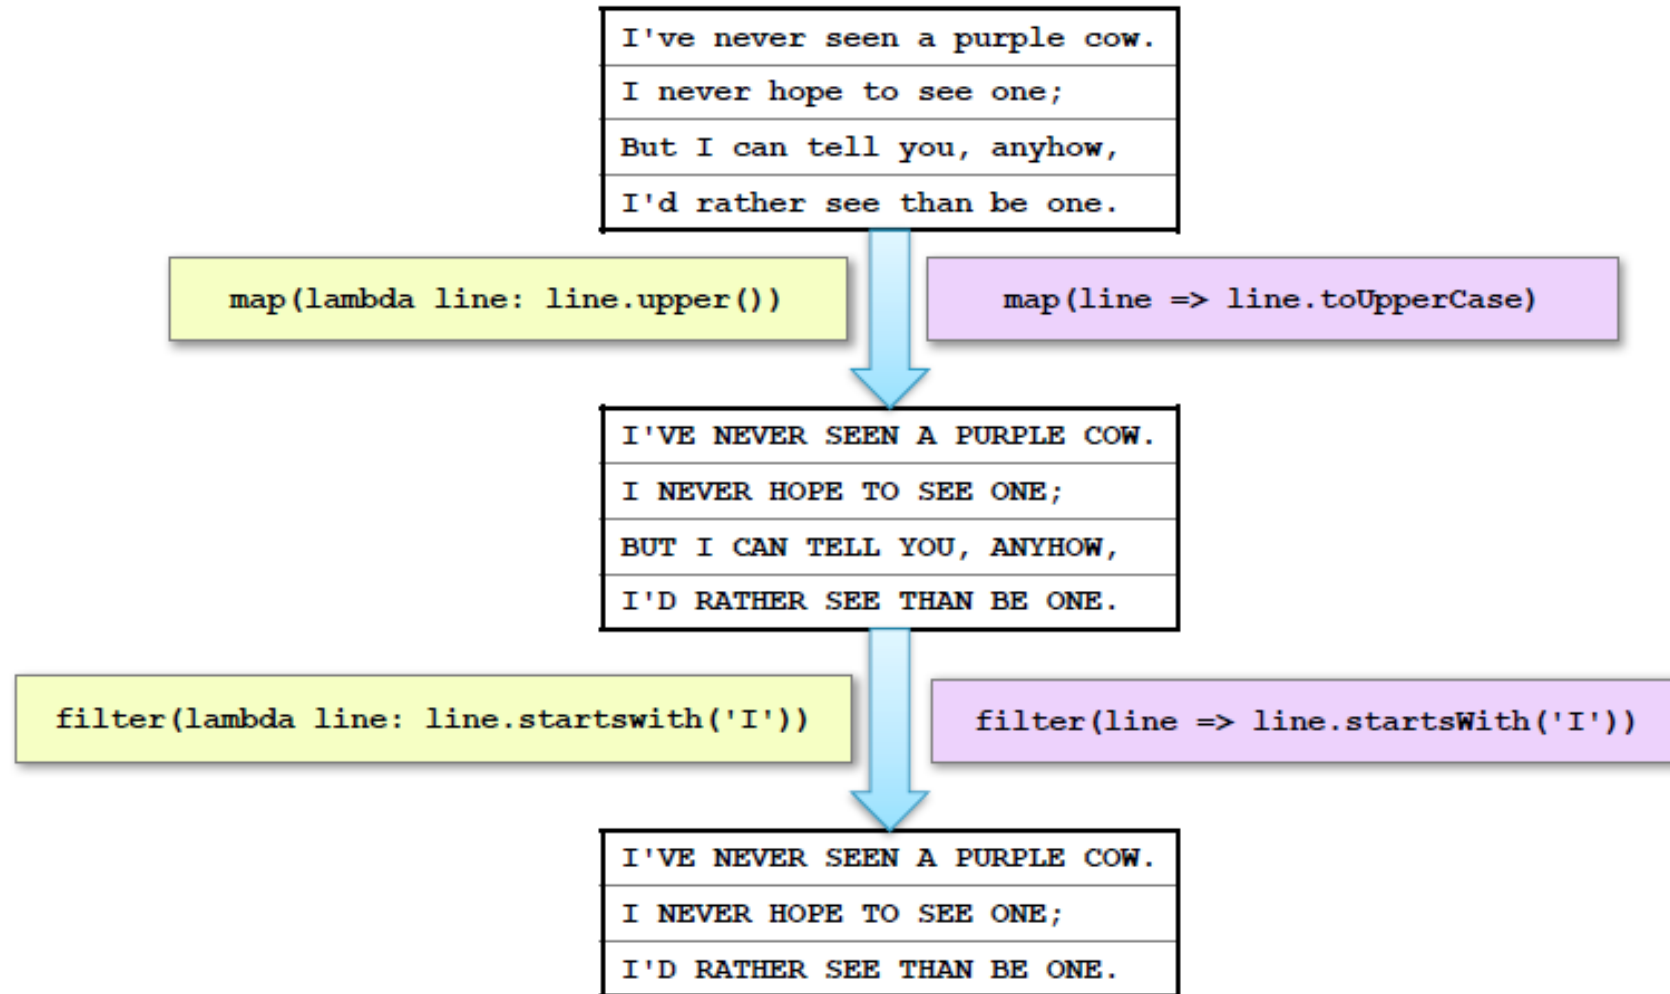 I've never seen a purple cow.
I never hope to see one;
But I can tell you, anyhow,
I'd rather see than be one.
map(lambda line: line.upper())
map(line => line.toUpperCase)
I'VE NEVER SEEN A PURPLE COW.
I NEVER HOPE TO SEE ONE;
BUT I CAN TELL YOU, ANYHOW,
I'D RATHER SEE THAN BE ONE.
filter(lambda line: line.startswith('I'))
filter(line => line.startsWith('I'))
I'VE NEVER SEEN A PURPLE COW.
I NEVER HOPE TO SEE ONE;
I'D RATHER SEE THAN BE ONE.